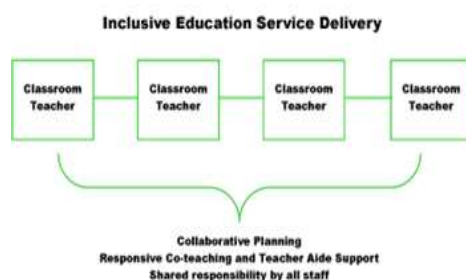 Inclusive Education Service Delivery
Classroom Teacher
Classroom Teacher
Classroom Teacher
Classroom Teacher
Collaborative Planning
Responsive Co-teaching and Teacher Aide Support
Shared responsibility by all staff